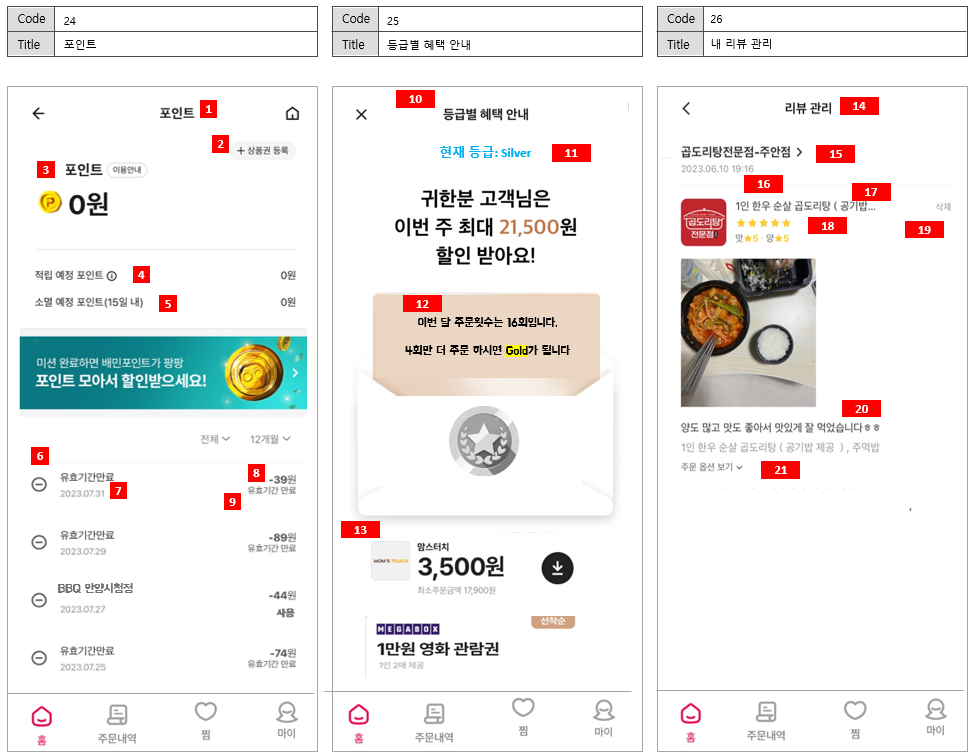 Code 24
Title 포인트
포인트 1
2 + 상품권 등록
3 포인트 이용안내
P 0원
적립 예정 포인트 4 0원
소멸 예정 포인트(15일 내) 5 0원
미션 완료하면 배민포인트가 팡팡
포인트 모아서 할인받으세요!
전체 12개월
6
유효기간만료 8 -39원
2023.07.31 7 9 유효기간 만료
유효기간만료 -89원
2023.07.29 유효기간 만료
BBQ 안양시청점 -44원
2023.07.27 사용
유효기간만료 -74원
2023.07.25 유효기간 만료
홈 주문내역 찜 마이
Code 25
Title 등급별 혜택 안내
10
등급별 혜택 안내
현재 등급: Silver 11
귀한분 고객님은
이번 주 최대 21,500원
할인 받아요!
12
이번 달 주문횟수는 16회입니다.
4회만 더 주문 하시면 Gold가 됩니다
13
MOM'S TOUCH 맘스터치
3,500원
최소주문금액 17,900원
선착순
MEGABOX
1만원 영화 관람권
1인 2매 제공
홈 주문내역 찜 마이
Code 26
Title 내 리뷰 관리
리뷰 관리 14
곱도리탕전문점-주안점 > 15
2023.06.10 19:16
16 17
곱도리탕 전문점
1인 한우 순살 곱도리탕 ( 공기밥... 삭제
★★★★★ 18 19
맛★5 · 양★5
20
양도 많고 맛도 좋아서 맛있게 잘 먹었습니다ㅎㅎ
1인 한우 순살 곱도리탕 ( 공기밥 제공 ) , 주먹밥
주문 옵션 보기 21
홈 주문내역 찜 마이